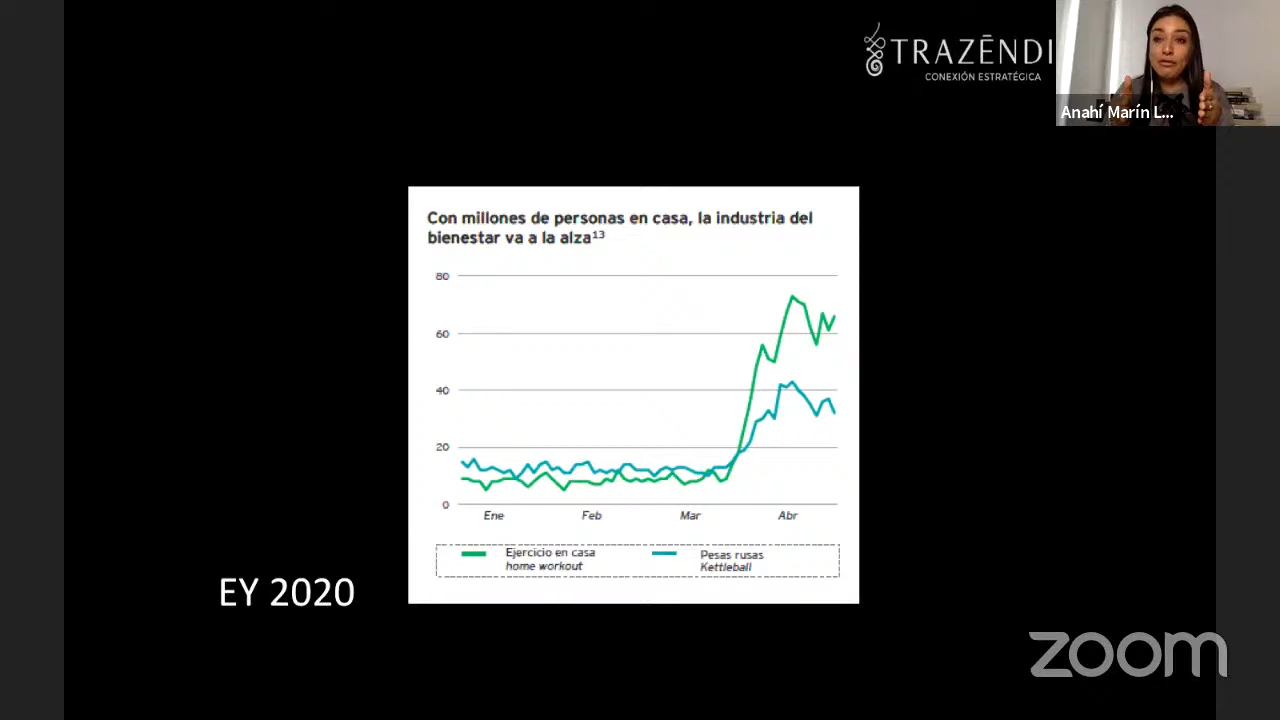 TRAZĒNDI
CONEXIÓN ESTRATÉGICA
Anahí Marín L...
Con millones de personas en casa, la industria del
bienestar va a la alza¹³
80
60
40
20
0
Ene Feb Mar Abr
Ejercicio en casa
home workout
Pesas rusas
Kettleball
EY 2020
zoom